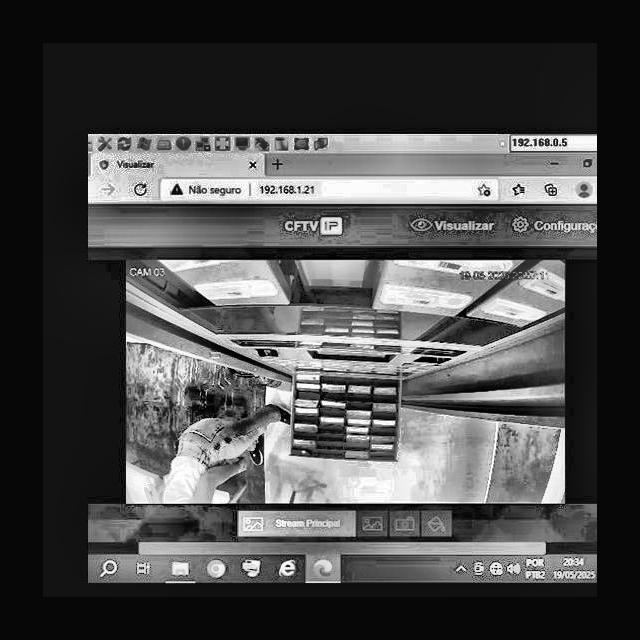 192.168.0.5
Visualizar
Não seguro 192.168.1.21
CFTV IP Visualizar Configuraç
CAM 03
Stream Principal
POR 20:34
PTB2 19/05/2025